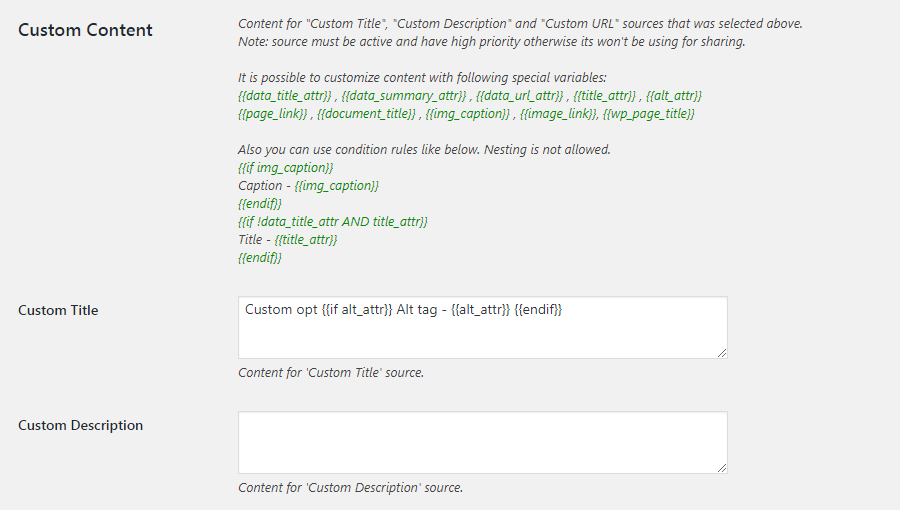 Custom Content
Content for "Custom Title", "Custom Description" and "Custom URL" sources that was selected above.
Note: source must be active and have high priority otherwise its won't be using for sharing.
It is possible to customize content with following special variables:
{{data_title_attr}} , {{data_summary_attr}} , {{data_url_attr}} , {{title_attr}} , {{alt_attr}}
{{page_link}} , {{document_title}} , {{img_caption}} , {{image_link}}, {{wp_page_title}}
Also you can use condition rules like below. Nesting is not allowed.
{{if img_caption}}
Caption - {{img_caption}}
{{endif}}
{{if !data_title_attr AND title_attr}}
Title - {{title_attr}}
{{endif}}
Custom Title
Custom opt {{if alt_attr}} Alt tag - {{alt_attr}} {{endif}}
Content for 'Custom Title' source.
Custom Description
Content for 'Custom Description' source.